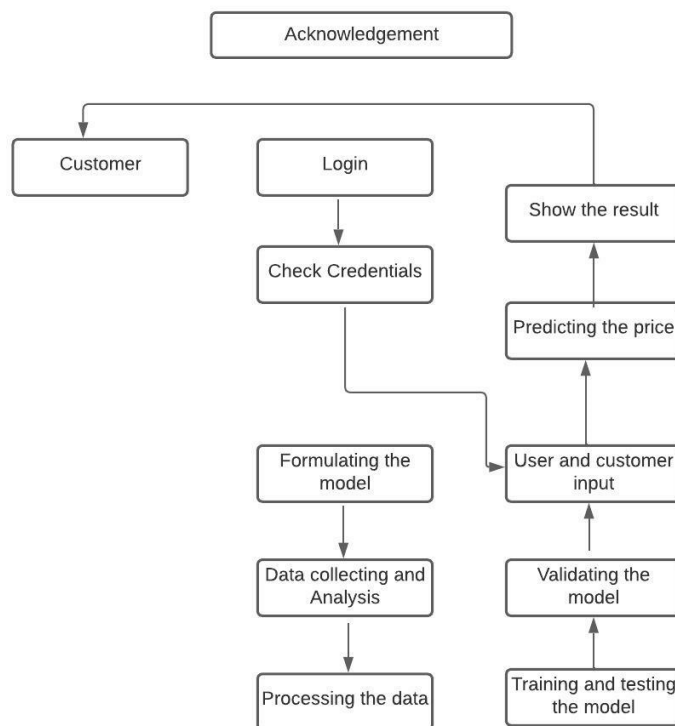 Acknowledgement
Customer
Login
Show the result
Check Credentials
Predicting the price
Formulating the
model
User and customer
input
Data collecting and
Analysis
Validating the
model
Processing the data
Training and testing
the model